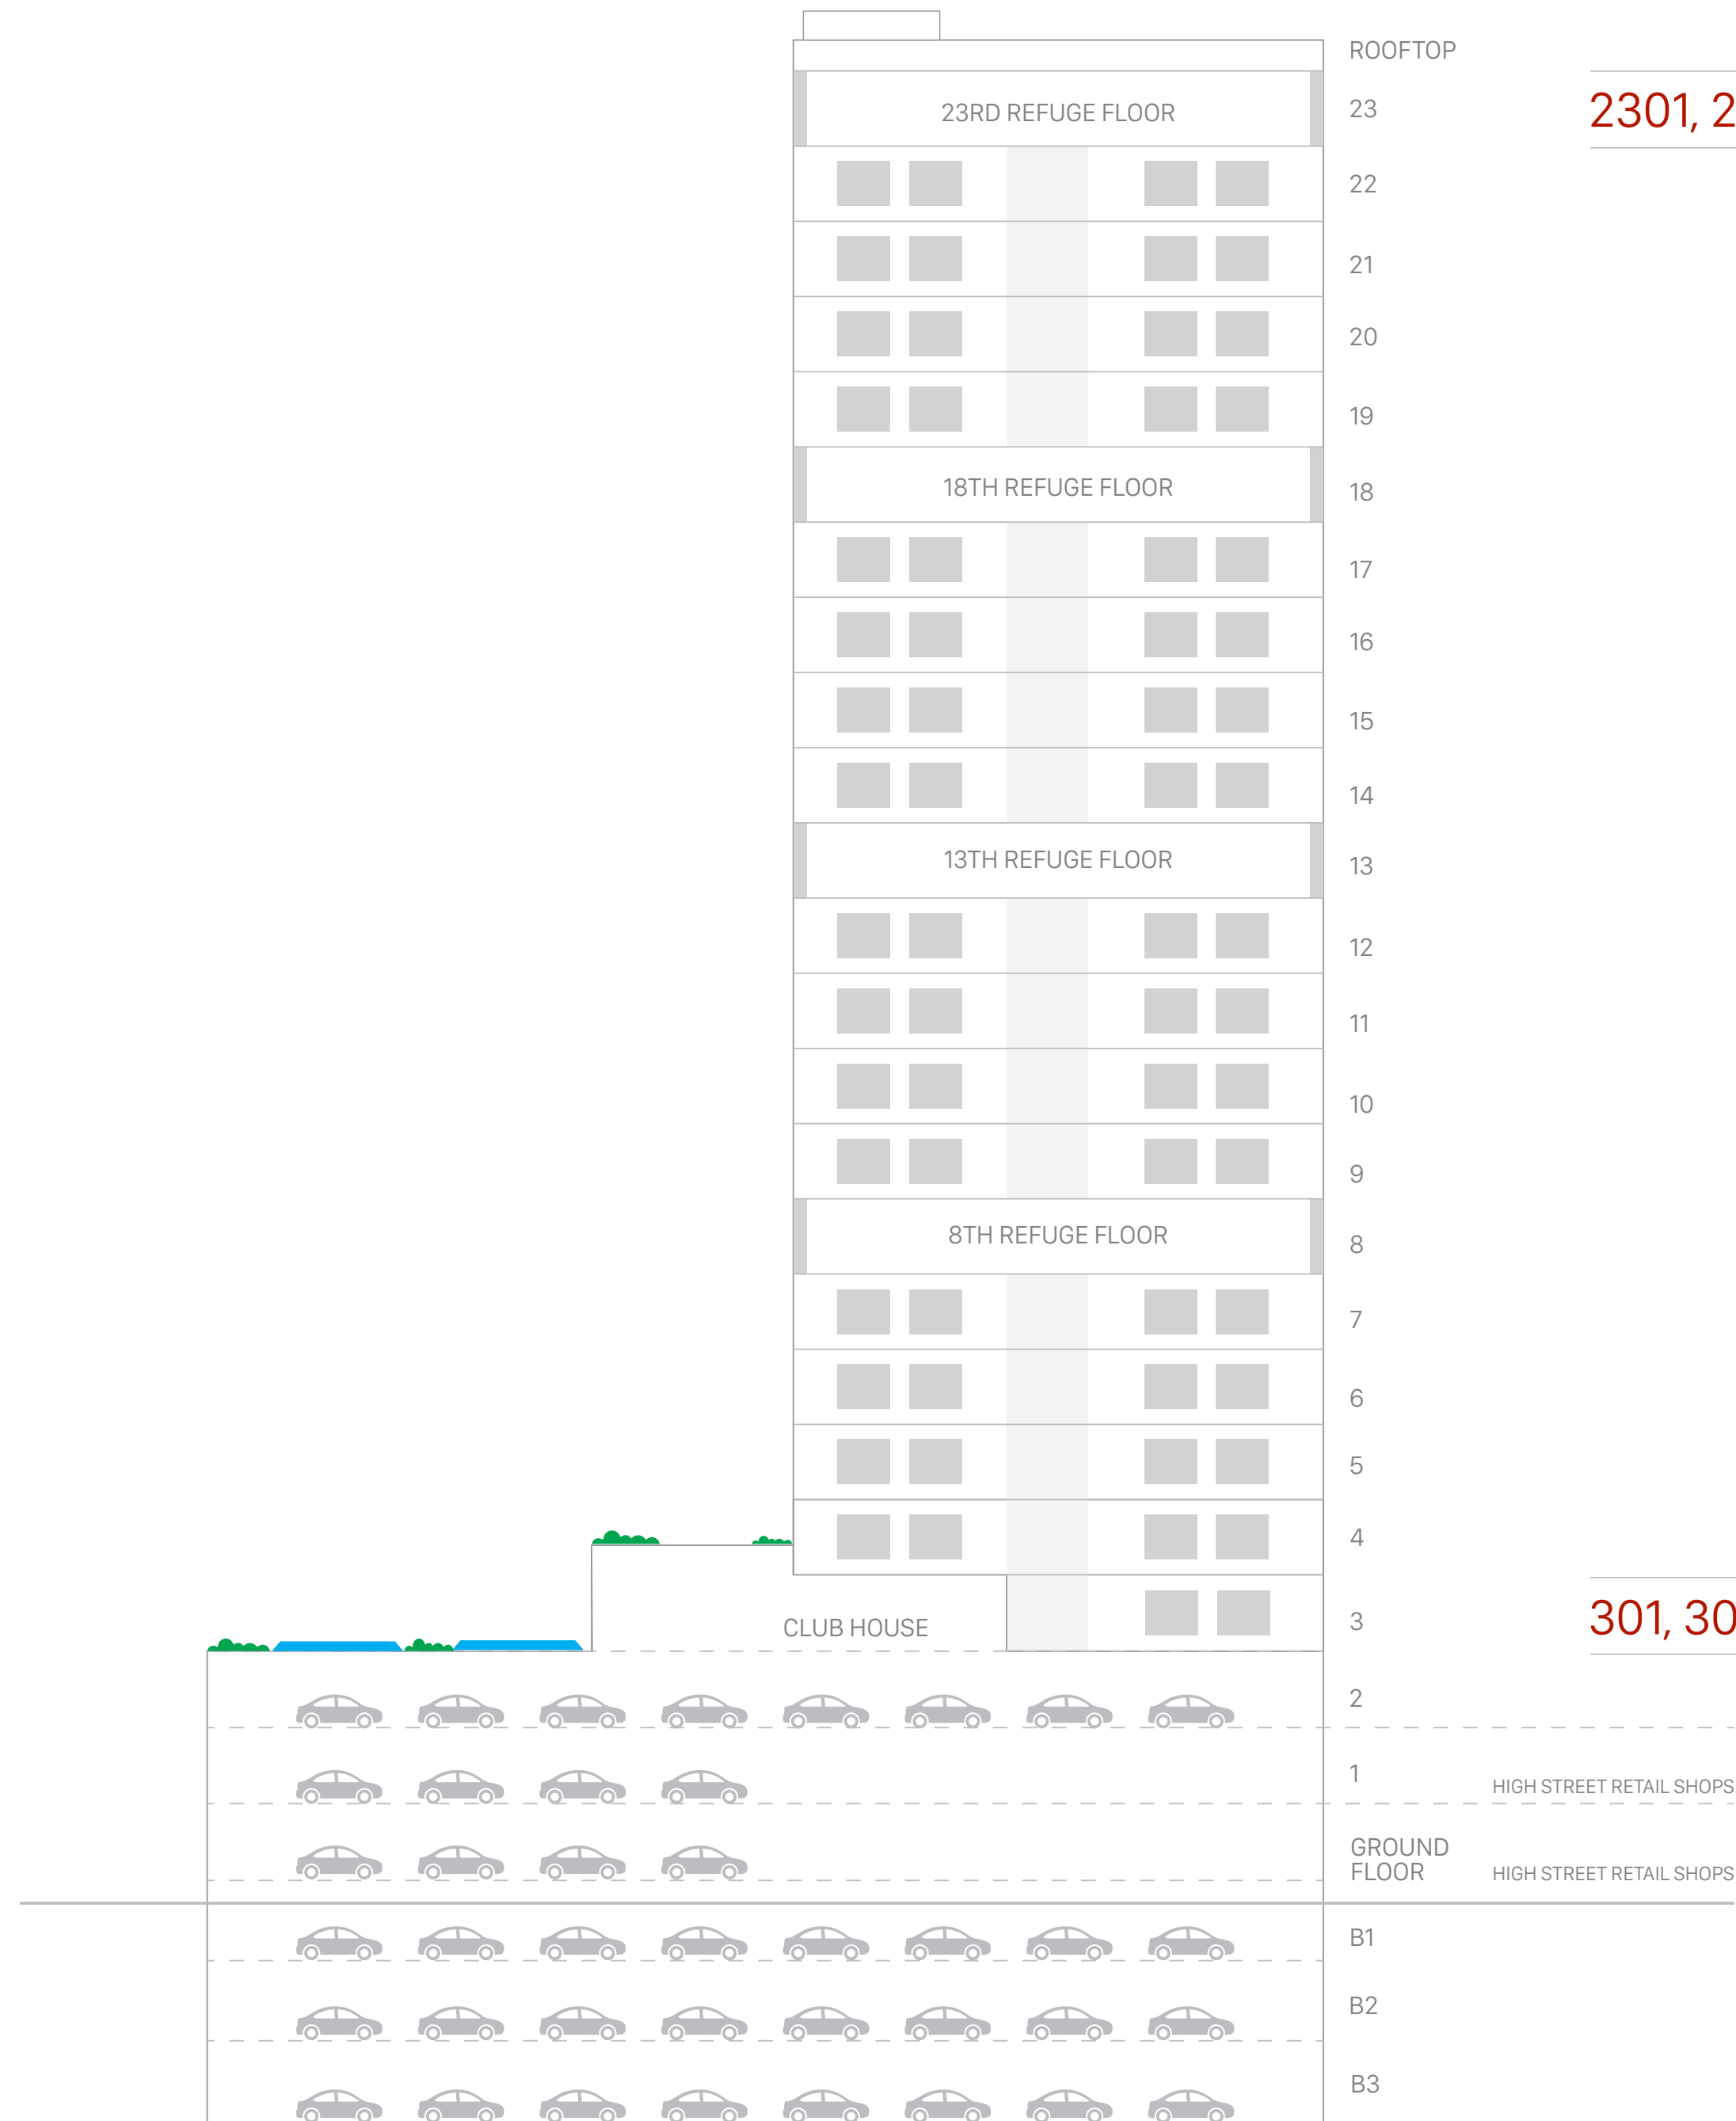 ROOFTOP
23RD REFUGE FLOOR
23
2301,
22
21
20
19
18TH REFUGE FLOOR
18
17
16
15
14
13TH REFUGE FLOOR
13
12
11
10
9
8TH REFUGE FLOOR
8
7
6
5
4
CLUB HOUSE
3
301,
2
1
HIGH STREET RETAIL SHOPS
GROUND
FLOOR
HIGH STREET RETAIL SHOPS
B1
B2
B3